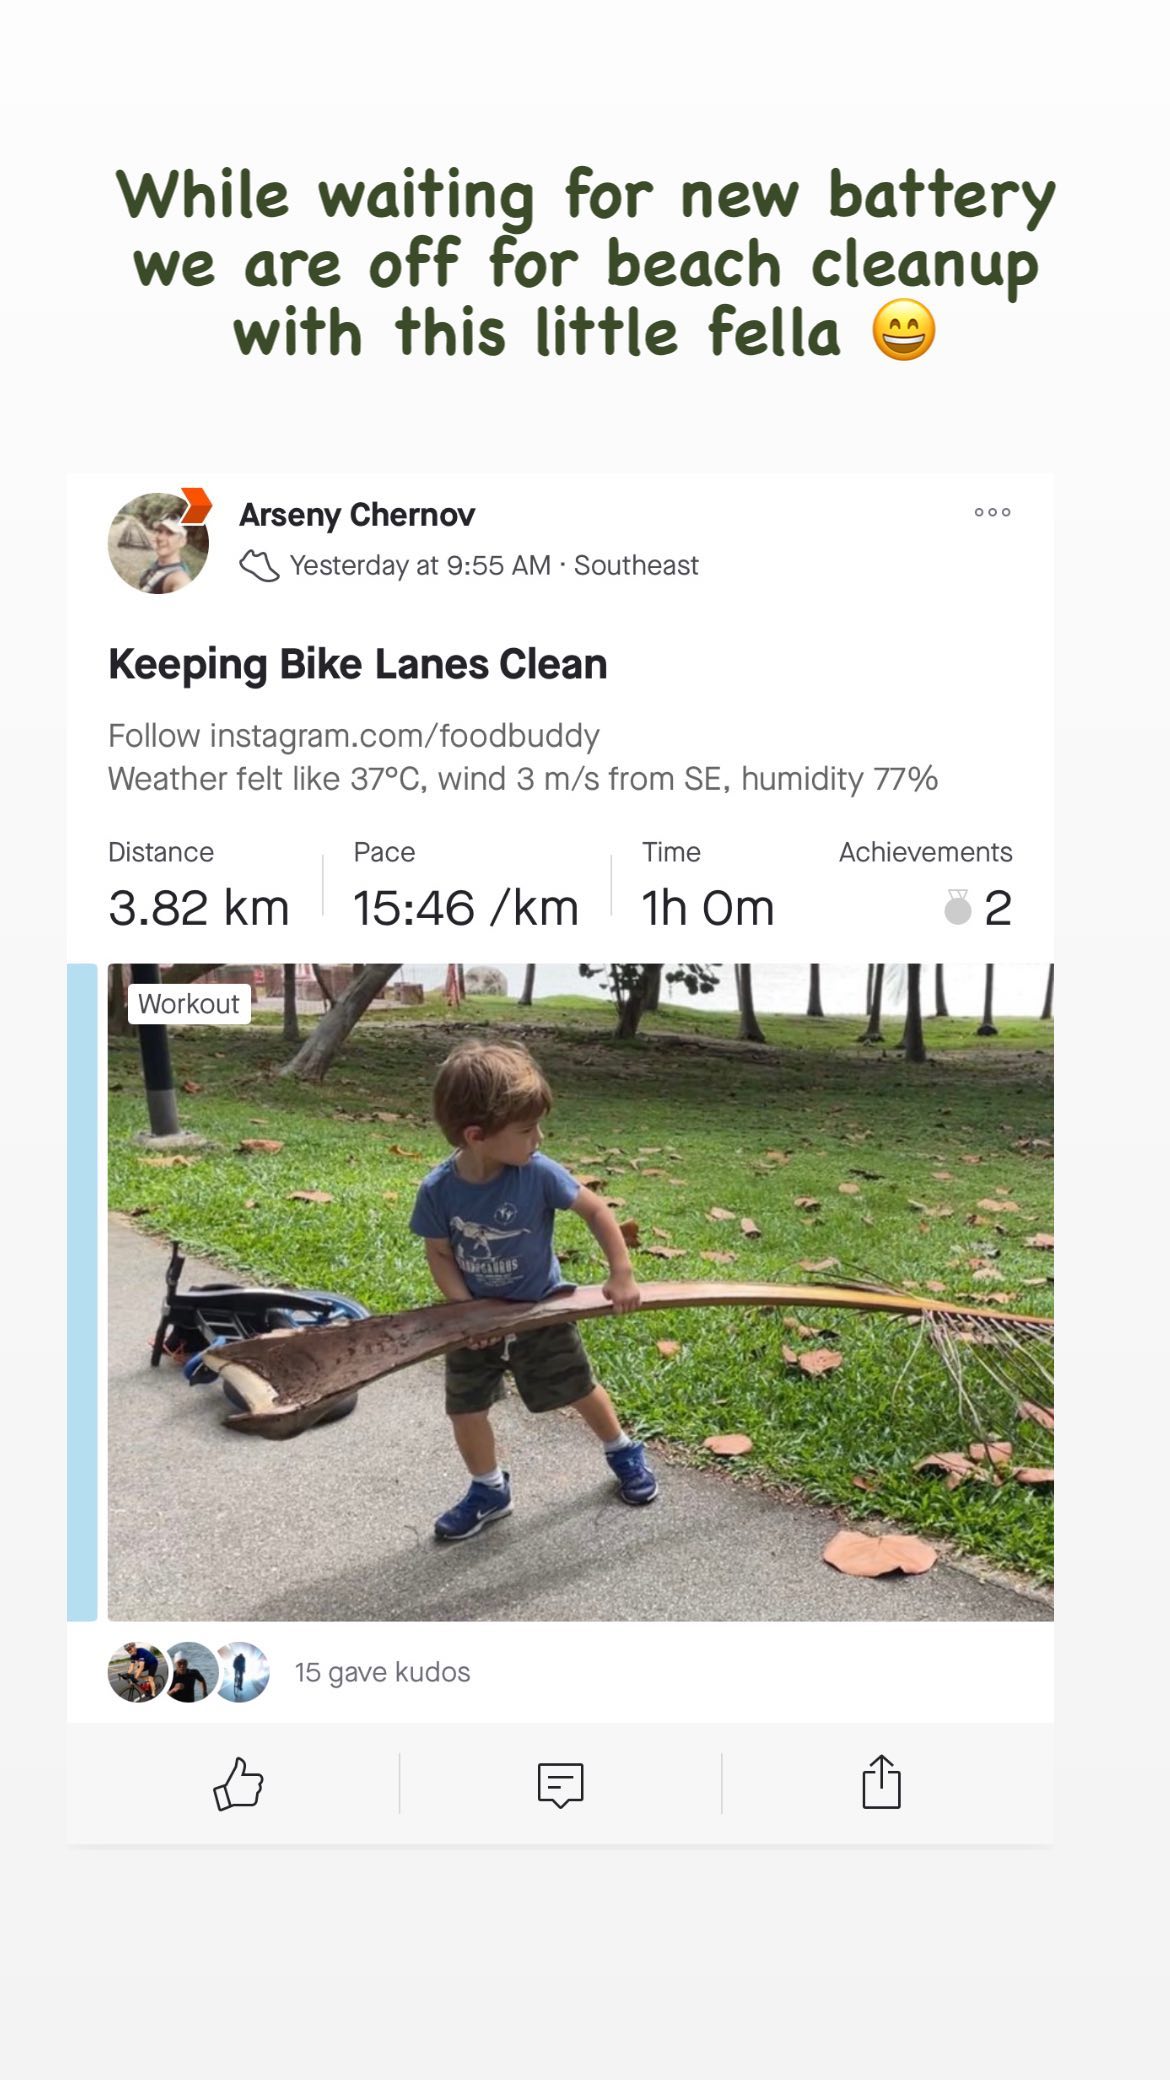 While waiting for new battery
we are off for beach cleanup
with this little fella 😄
Arseny Chernov
Yesterday at 9:55 AM · Southeast
Keeping Bike Lanes Clean
Follow instagram.com/foodbuddy
Weather felt like 37°C, wind 3 m/s from SE, humidity 77%
Distance
Pace
Time
Achievements
3.82 km
15:46 /km
1h 0m
2
Workout
15 gave kudos